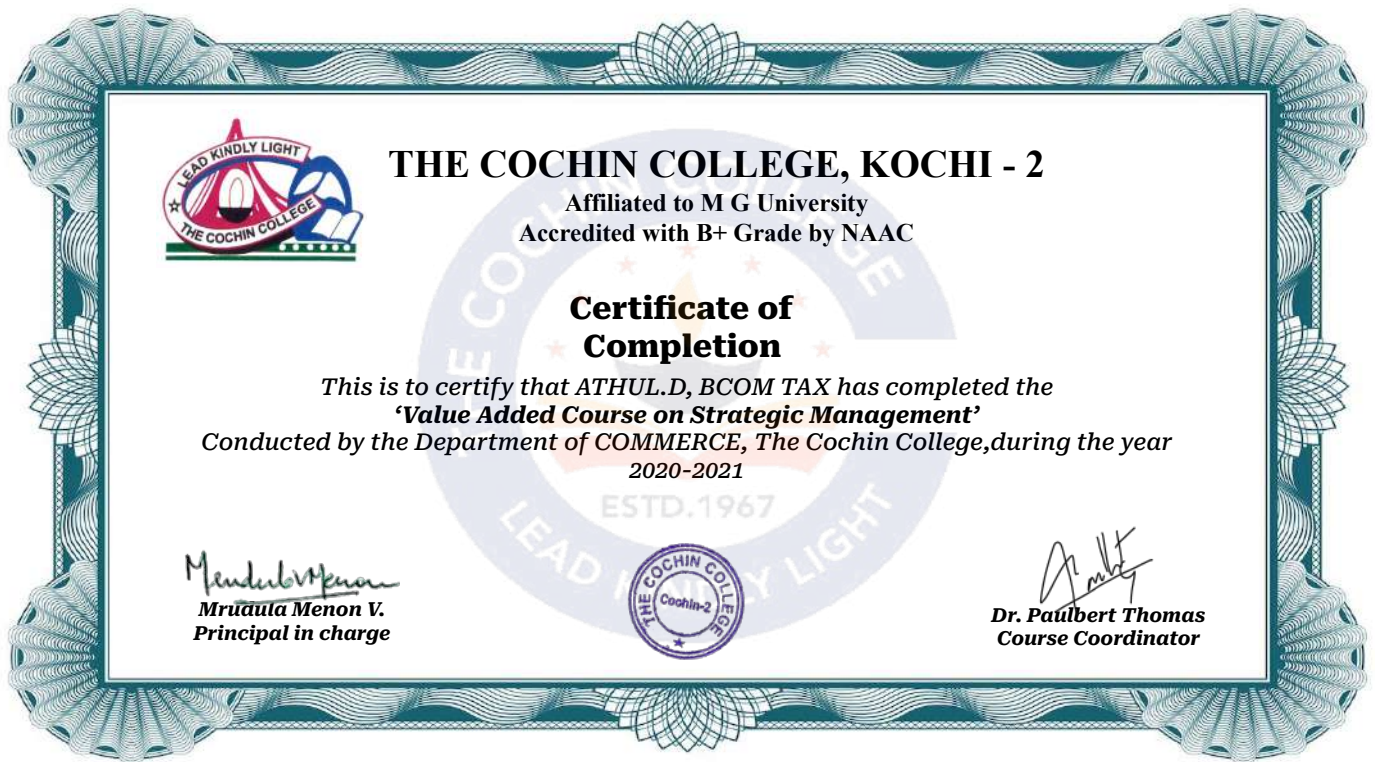 LEAD KINDLY LIGHT
THE COCHIN COLLEGE
THE COCHIN COLLEGE, KOCHI - 2
Affiliated to M G University
Accredited with B+ Grade by NAAC
THE COCHIN COLLEGE
Certificate of
Completion
This is to certify that ATHUL.D, BCOM TAX has completed the
‘Value Added Course on Strategic Management’
Conducted by the Department of COMMERCE, The Cochin College,during the year
2020-2021
ESTD.1967
LEAD KINDLY LIGHT
Mrudula Menon V.
Principal in charge
THE COCHIN COLLEGE
Cochin-2
Dr. Paulbert Thomas
Course Coordinator